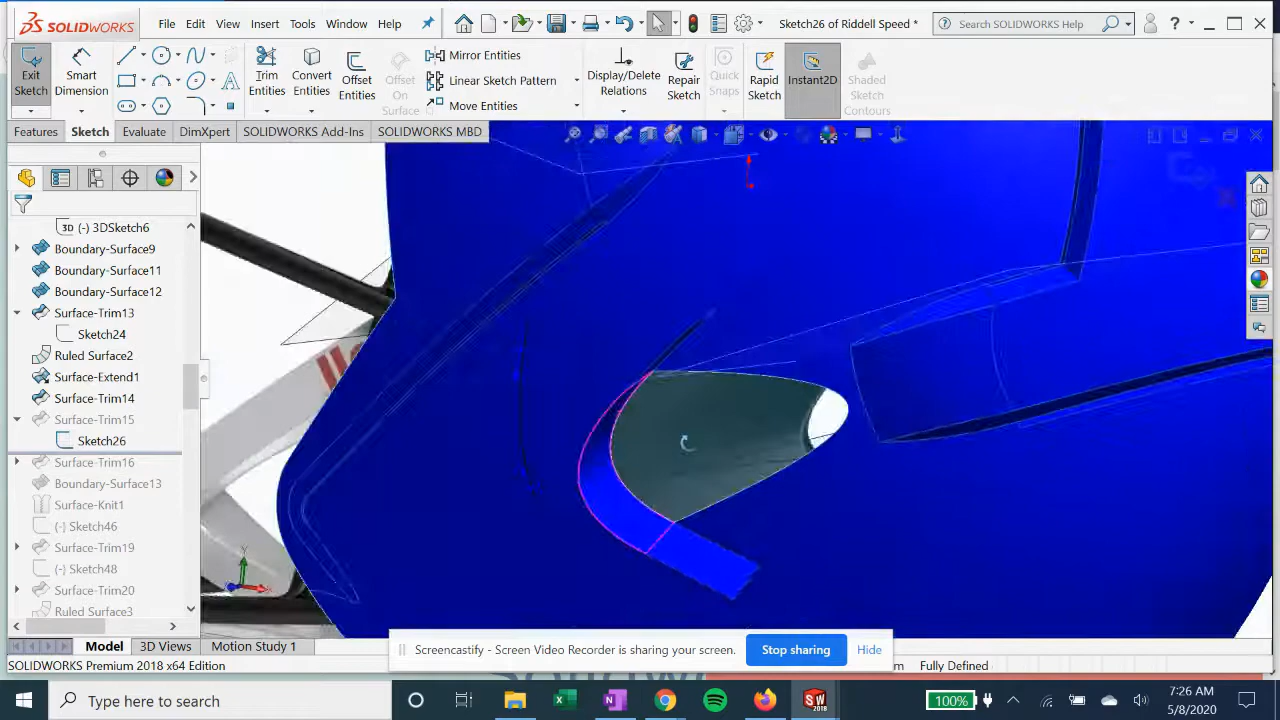 SOLIDWORKS
File Edit View Insert Tools Window Help
Sketch26 of Riddell Speed *
Search SOLIDWORKS Help
Exit Sketch
Smart Dimension
Trim Entities
Convert Entities
Offset Entities
Offset On Surface
Mirror Entities
Linear Sketch Pattern
Move Entities
Display/Delete Relations
Repair Sketch
Quick Snaps
Rapid Sketch
Instant2D
Shaded Sketch Contours
Features Sketch Evaluate DimXpert SOLIDWORKS Add-Ins SOLIDWORKS MBD
3D (-) 3DSketch6
Boundary-Surface9
Boundary-Surface11
Boundary-Surface12
Surface-Trim13
Sketch24
Ruled Surface2
Surface-Extend1
Surface-Trim14
Surface-Trim15
Sketch26
Surface-Trim16
Boundary-Surface13
Surface-Knit1
(-) Sketch46
Surface-Trim19
(-) Sketch48
Surface-Trim20
Ruled Surface3
Y
Model 3D Views Motion Study 1
Screencastify - Screen Video Recorder is sharing your screen. Stop sharing Hide
SOLIDWORKS Premium 2018 x64 Edition
Fully Defined
Type here to search
SW 2018
100%
7:26 AM
5/8/2020